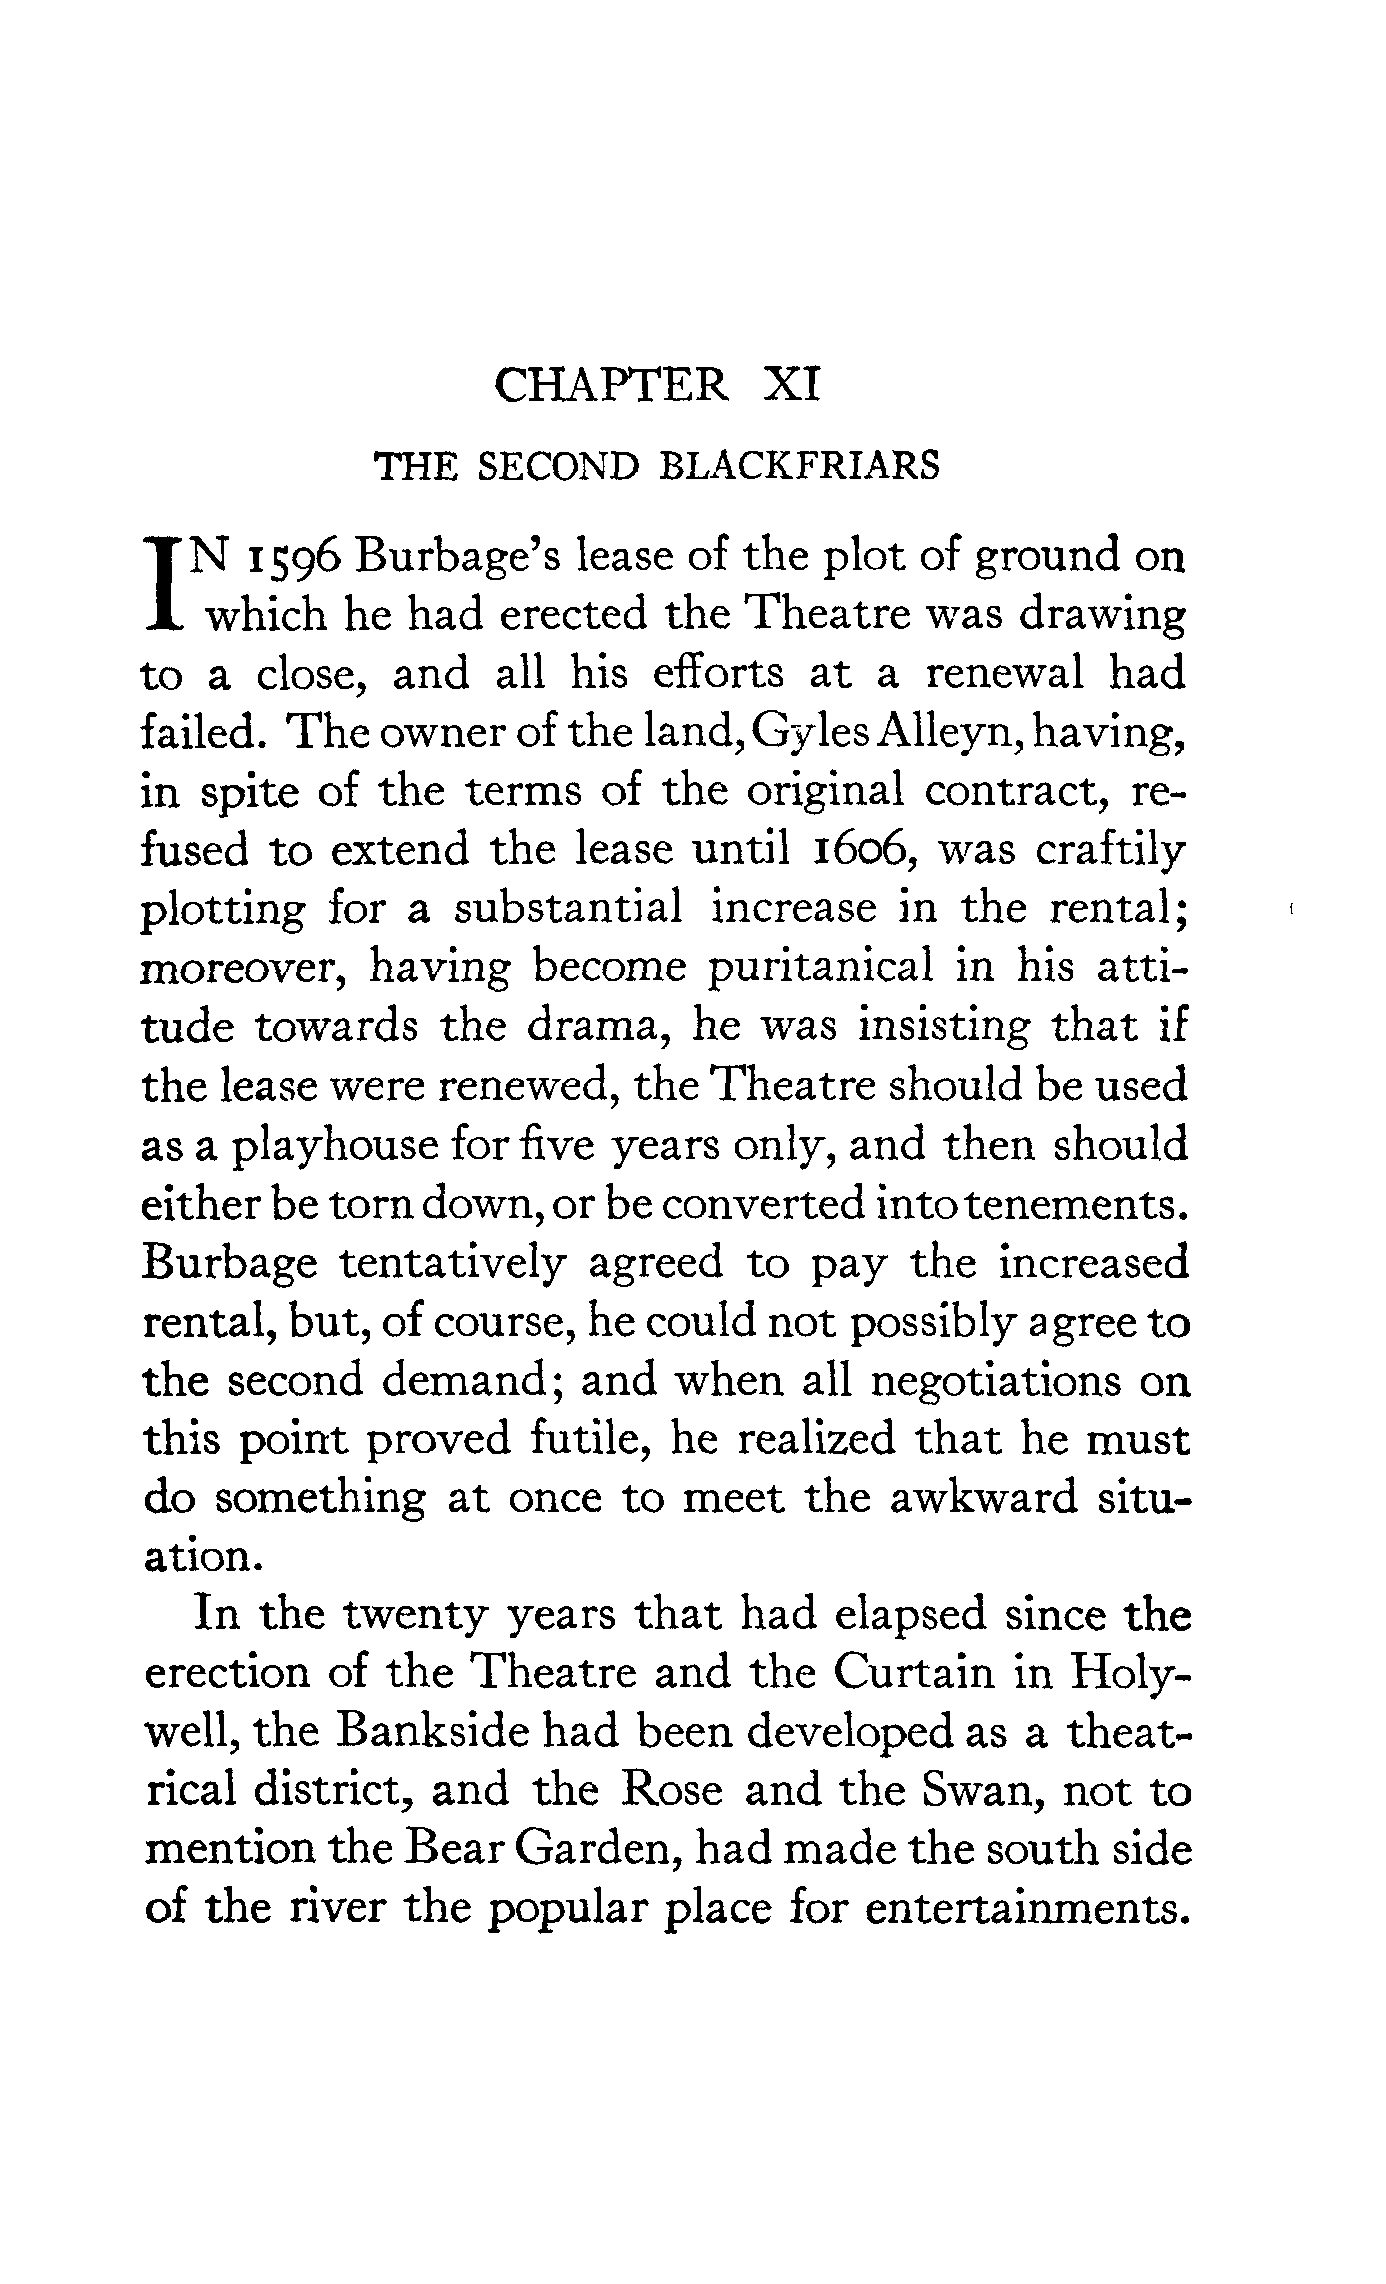 CHAPTER XI
THE SECOND BLACKFRIARS
IN 1596 Burbage's lease of the plot of ground on
which he had erected the Theatre was drawing
to a close, and all his efforts at a renewal had
failed. The owner of the land, Gyles Alleyn, having,
in spite of the terms of the original contract, re-
fused to extend the lease until 1606, was craftily
plotting for a substantial increase in the rental;
moreover, having become puritanical in his atti-
tude towards the drama, he was insisting that if
the lease were renewed, the Theatre should be used
as a playhouse for five years only, and then should
either be torn down, or be converted into tenements.
Burbage tentatively agreed to pay the increased
rental, but, of course, he could not possibly agree to
the second demand; and when all negotiations on
this point proved futile, he realized that he must
do something at once to meet the awkward situ-
ation.
In the twenty years that had elapsed since the
erection of the Theatre and the Curtain in Holy-
well, the Bankside had been developed as a theat-
rical district, and the Rose and the Swan, not to
mention the Bear Garden, had made the south side
of the river the popular place for entertainments.